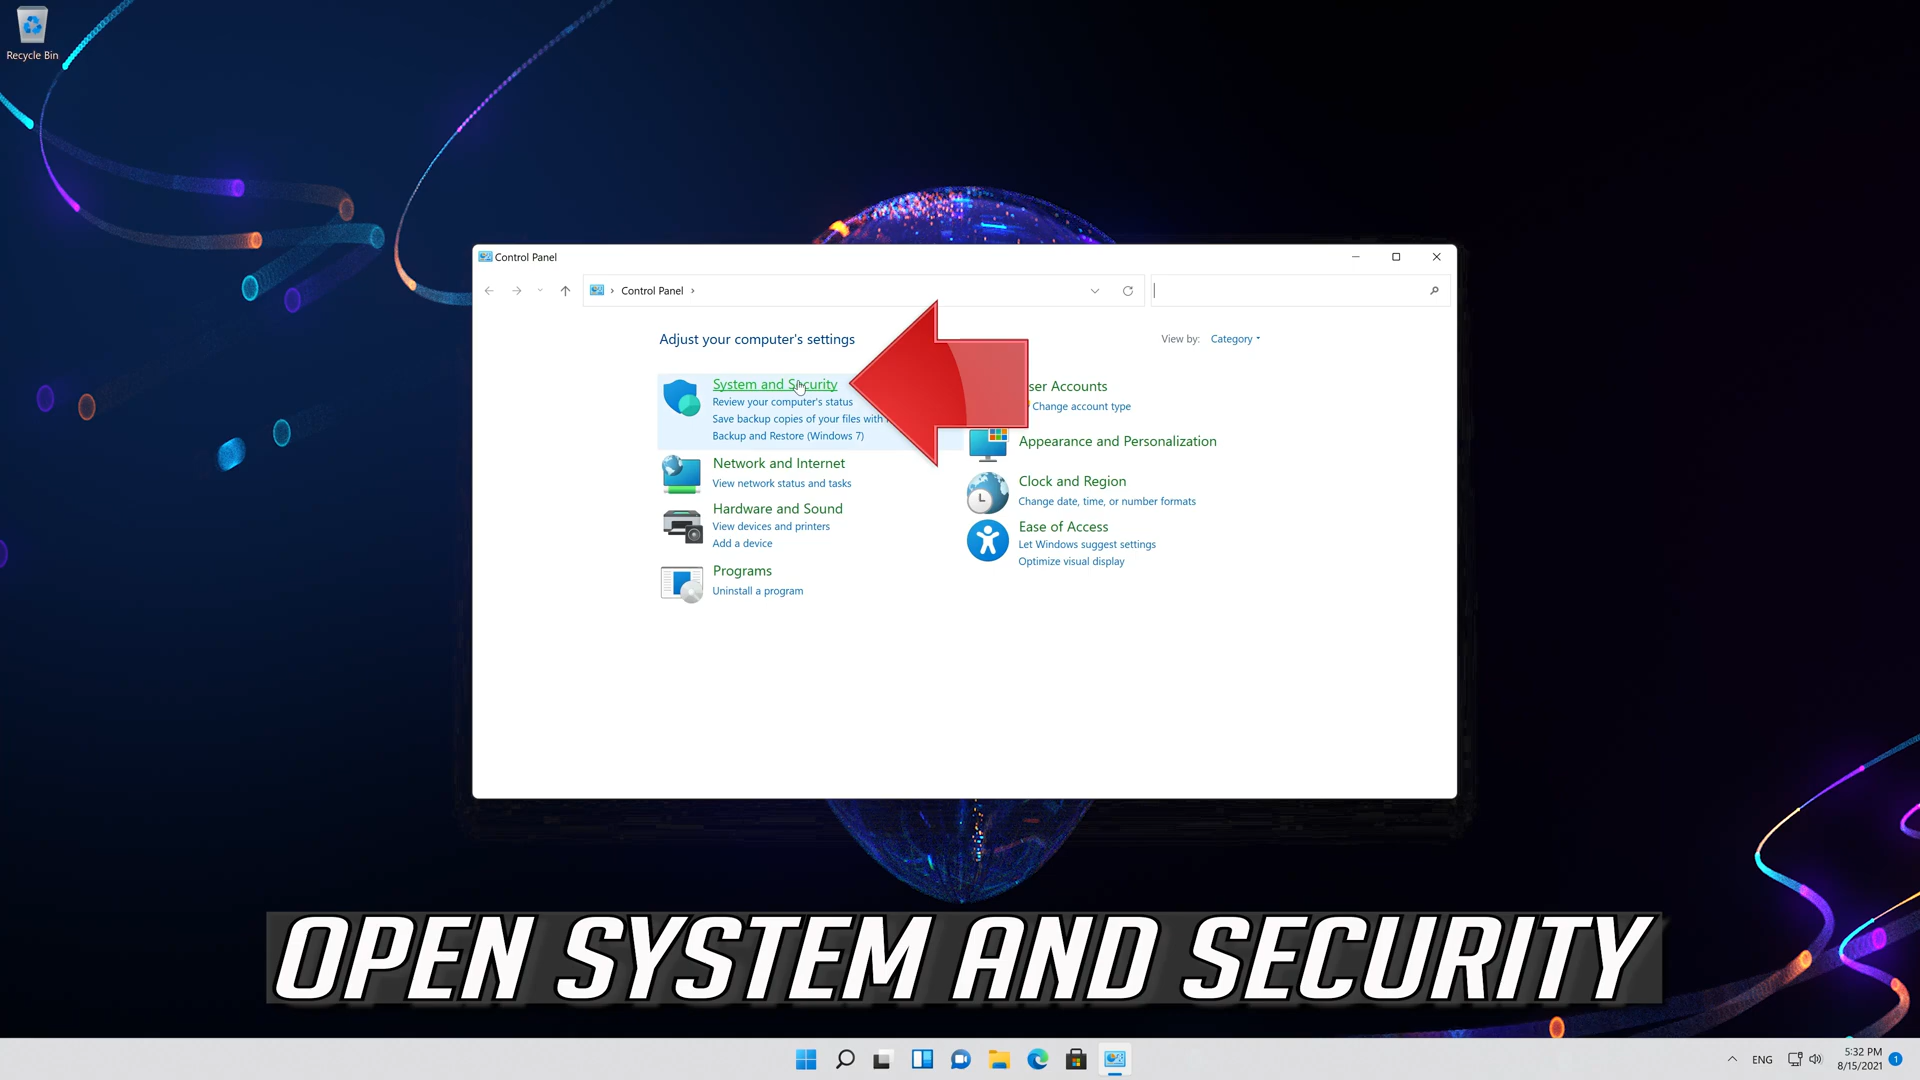 Recycle Bin
Control Panel
Control Panel
Adjust your computer's settings
View by: Category
System and Security
Review your computer's status
Save backup copies of your files with
Backup and Restore (Windows 7)
Network and Internet
View network status and tasks
Hardware and Sound
View devices and printers
Add a device
Programs
Uninstall a program
ser Accounts
Change account type
Appearance and Personalization
Clock and Region
Change date, time, or number formats
Ease of Access
Let Windows suggest settings
Optimize visual display
OPEN SYSTEM AND SECURITY
ENG
5:32 PM
8/15/2021
1